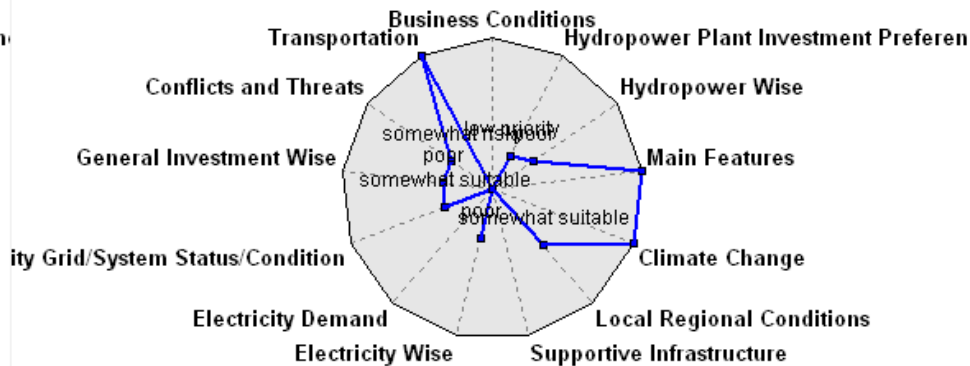 Business Conditions
Transportation
Hydropower Plant Investment Preferen
Conflicts and Threats
Hydropower Wise
low priority
somewhat risky
poor
poor
General Investment Wise
Main Features
somewhat suitable
poor
somewhat suitable
ity Grid/System Status/Condition
Climate Change
Electricity Demand
Local Regional Conditions
Electricity Wise
Supportive Infrastructure